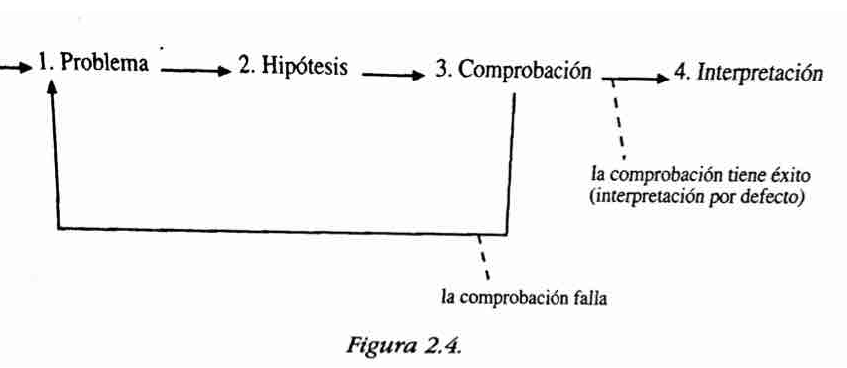 1. Problema 2. Hipótesis 3. Comprobación 4. Interpretación
la comprobación tiene éxito
(interpretación por defecto)
la comprobación falla
Figura 2.4.